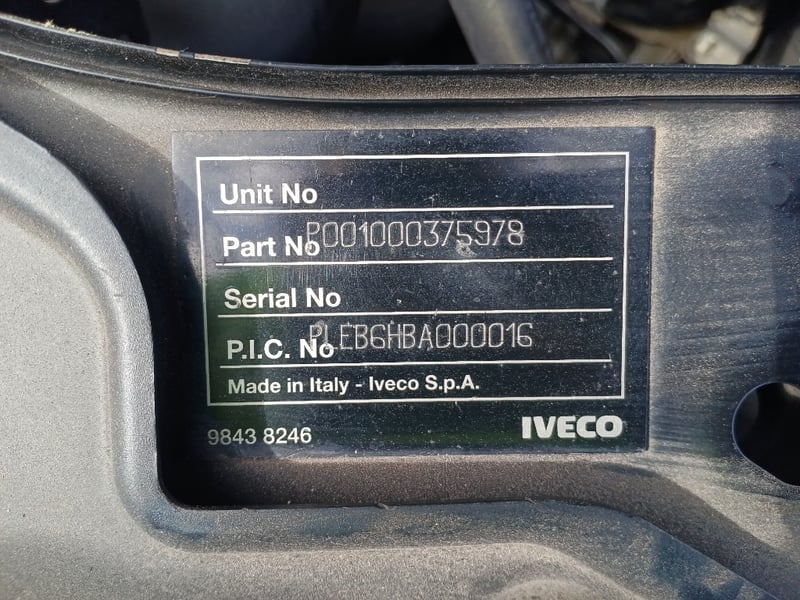 Unit No
Part No P001000375978
Serial No
P.I.C. No PLEB6HBA000016
Made in Italy - Iveco S.p.A.
9843 8246 IVECO